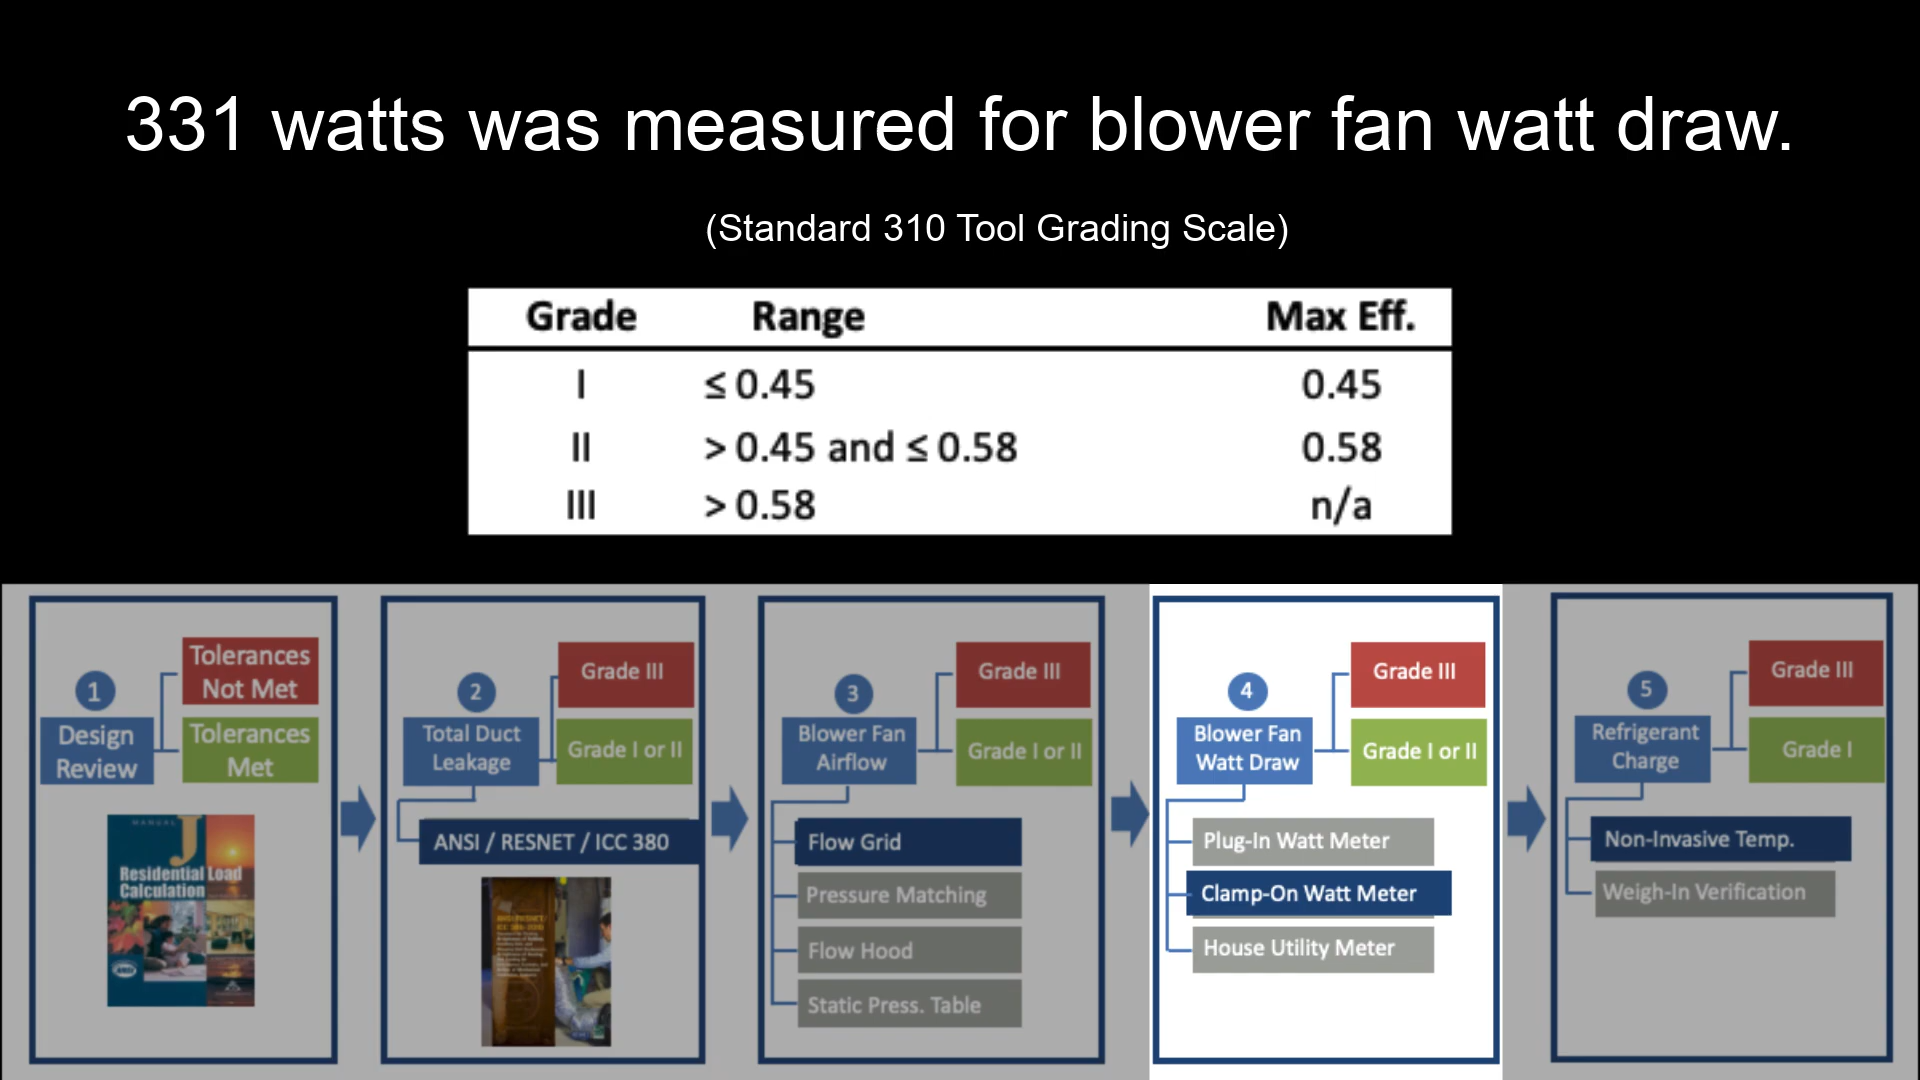 331 watts was measured for blower fan watt draw.
(Standard 310 Tool Grading Scale)
Grade Range Max Eff.
I ≤ 0.45 0.45
II > 0.45 and ≤ 0.58 0.58
III > 0.58 n/a
1
Design
Review
Tolerances
Not Met
Tolerances
Met
MANUAL
J
Residential Load
Calculation
2
Total Duct
Leakage
Grade III
Grade I or II
ANSI / RESNET / ICC 380
3
Blower Fan
Airflow
Grade III
Grade I or II
Flow Grid
Pressure Matching
Flow Hood
Static Press. Table
4
Blower Fan
Watt Draw
Grade III
Grade I or II
Plug-In Watt Meter
Clamp-On Watt Meter
House Utility Meter
5
Refrigerant
Charge
Grade III
Grade I
Non-Invasive Temp.
Weigh-In Verification